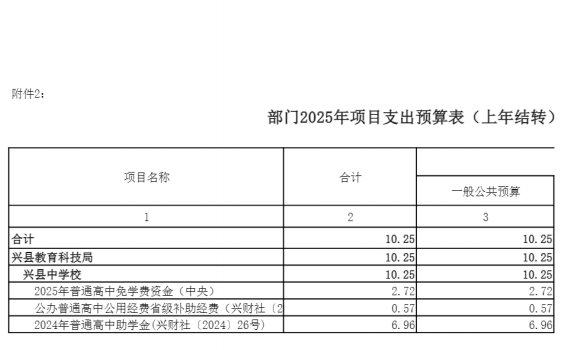 附件2:
部门2025年项目支出预算表（上年结转）
项目名称 合计 一般公共预算
1 2 3
合计 10.25 10.25
兴县教育科技局 10.25 10.25
兴县中学校 10.25 10.25
2025年普通高中免学费资金（中央） 2.72 2.72
公办普通高中公用经费省级补助经费（兴财社〔2 0.57 0.57
2024年普通高中助学金(兴财社〔2024〕26号) 6.96 6.96